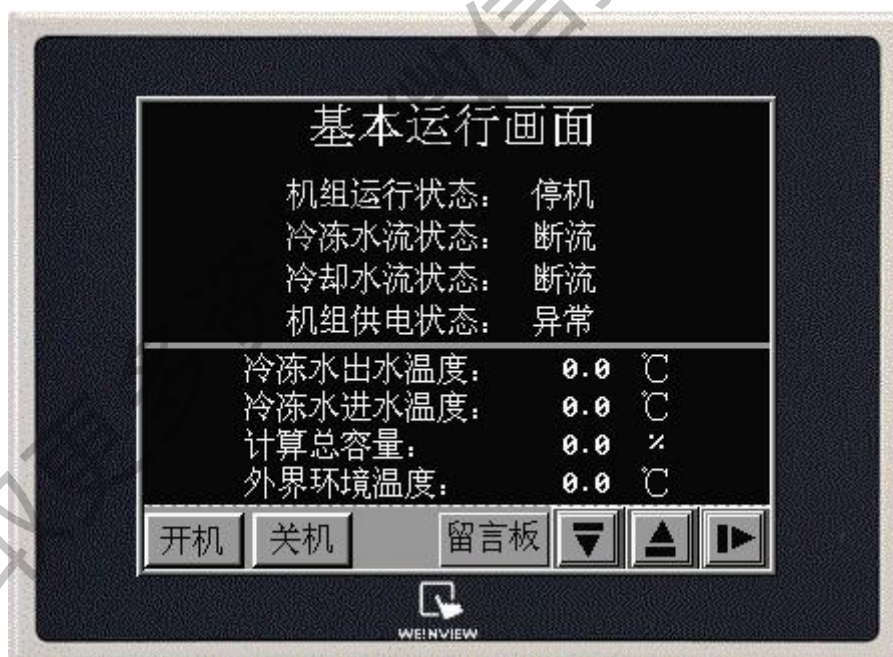 基本运行画面
机组运行状态： 停机
冷冻水流状态： 断流
冷却水流状态： 断流
机组供电状态： 异常
冷冻水出水温度： 0.0 ℃
冷冻水进水温度： 0.0 ℃
计算总容量： 0.0 %
外界环境温度： 0.0 ℃
开机 关机 留言板
WEINVIEW